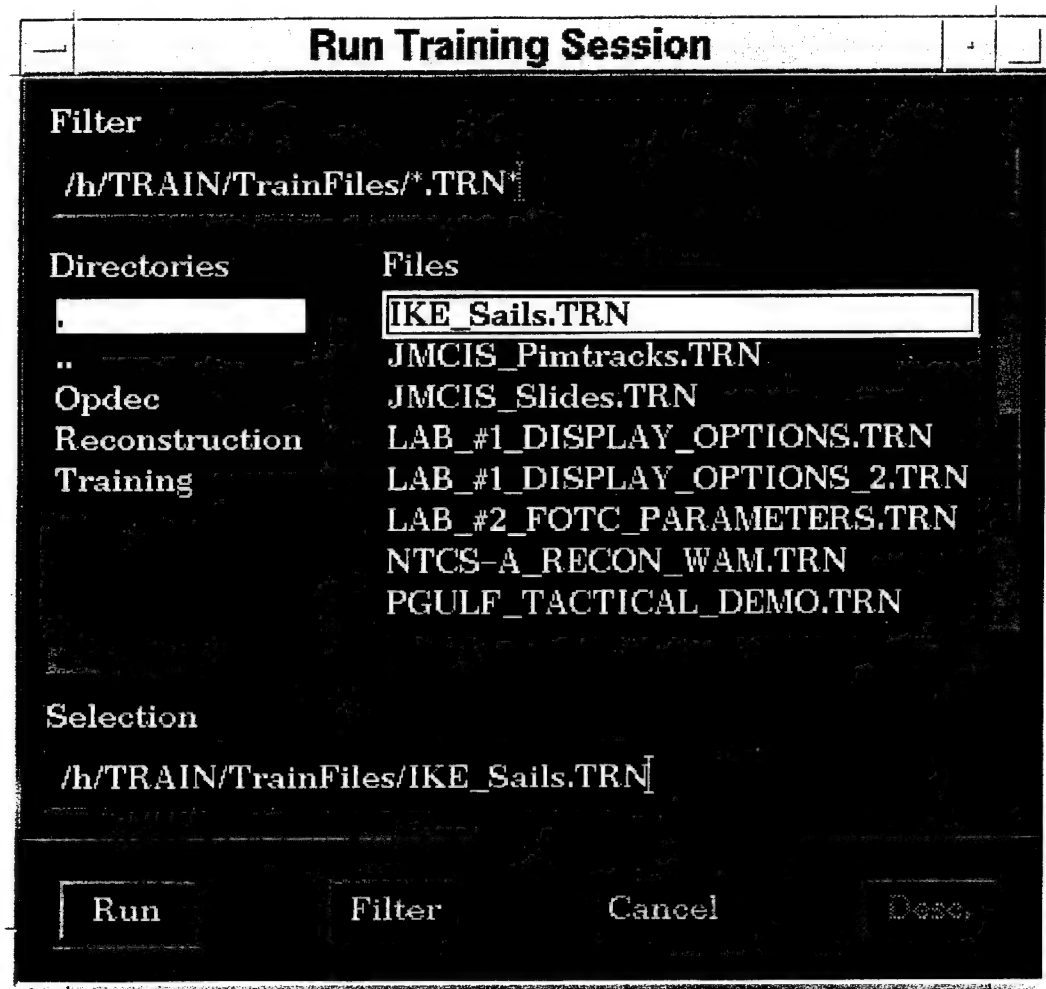 Run Training Session
Filter
/h/TRAIN/TrainFiles/*.TRN*
Directories
.
..
Opdec
Reconstruction
Training
Files
IKE_Sails.TRN
JMCIS_Pimtracks.TRN
JMCIS_Slides.TRN
LAB_#1_DISPLAY_OPTIONS.TRN
LAB_#1_DISPLAY_OPTIONS_2.TRN
LAB_#2_FOTC_PARAMETERS.TRN
NTCS-A_RECON_WAM.TRN
PGULF_TACTICAL_DEMO.TRN
Selection
/h/TRAIN/TrainFiles/IKE_Sails.TRN
Run Filter Cancel Desc.